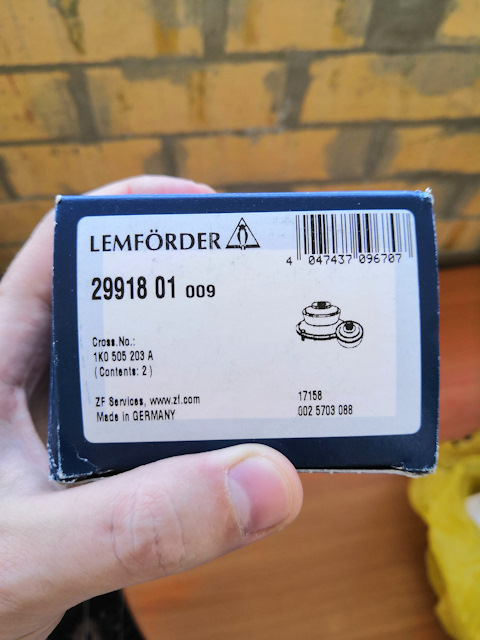 LEMFÖRDER
4 047437 096707
29918 01 009
Cross.No.:
1K0 505 203 A
( Contents: 2 )
ZF Services, www.zf.com
Made in GERMANY
17158
002 5703 088